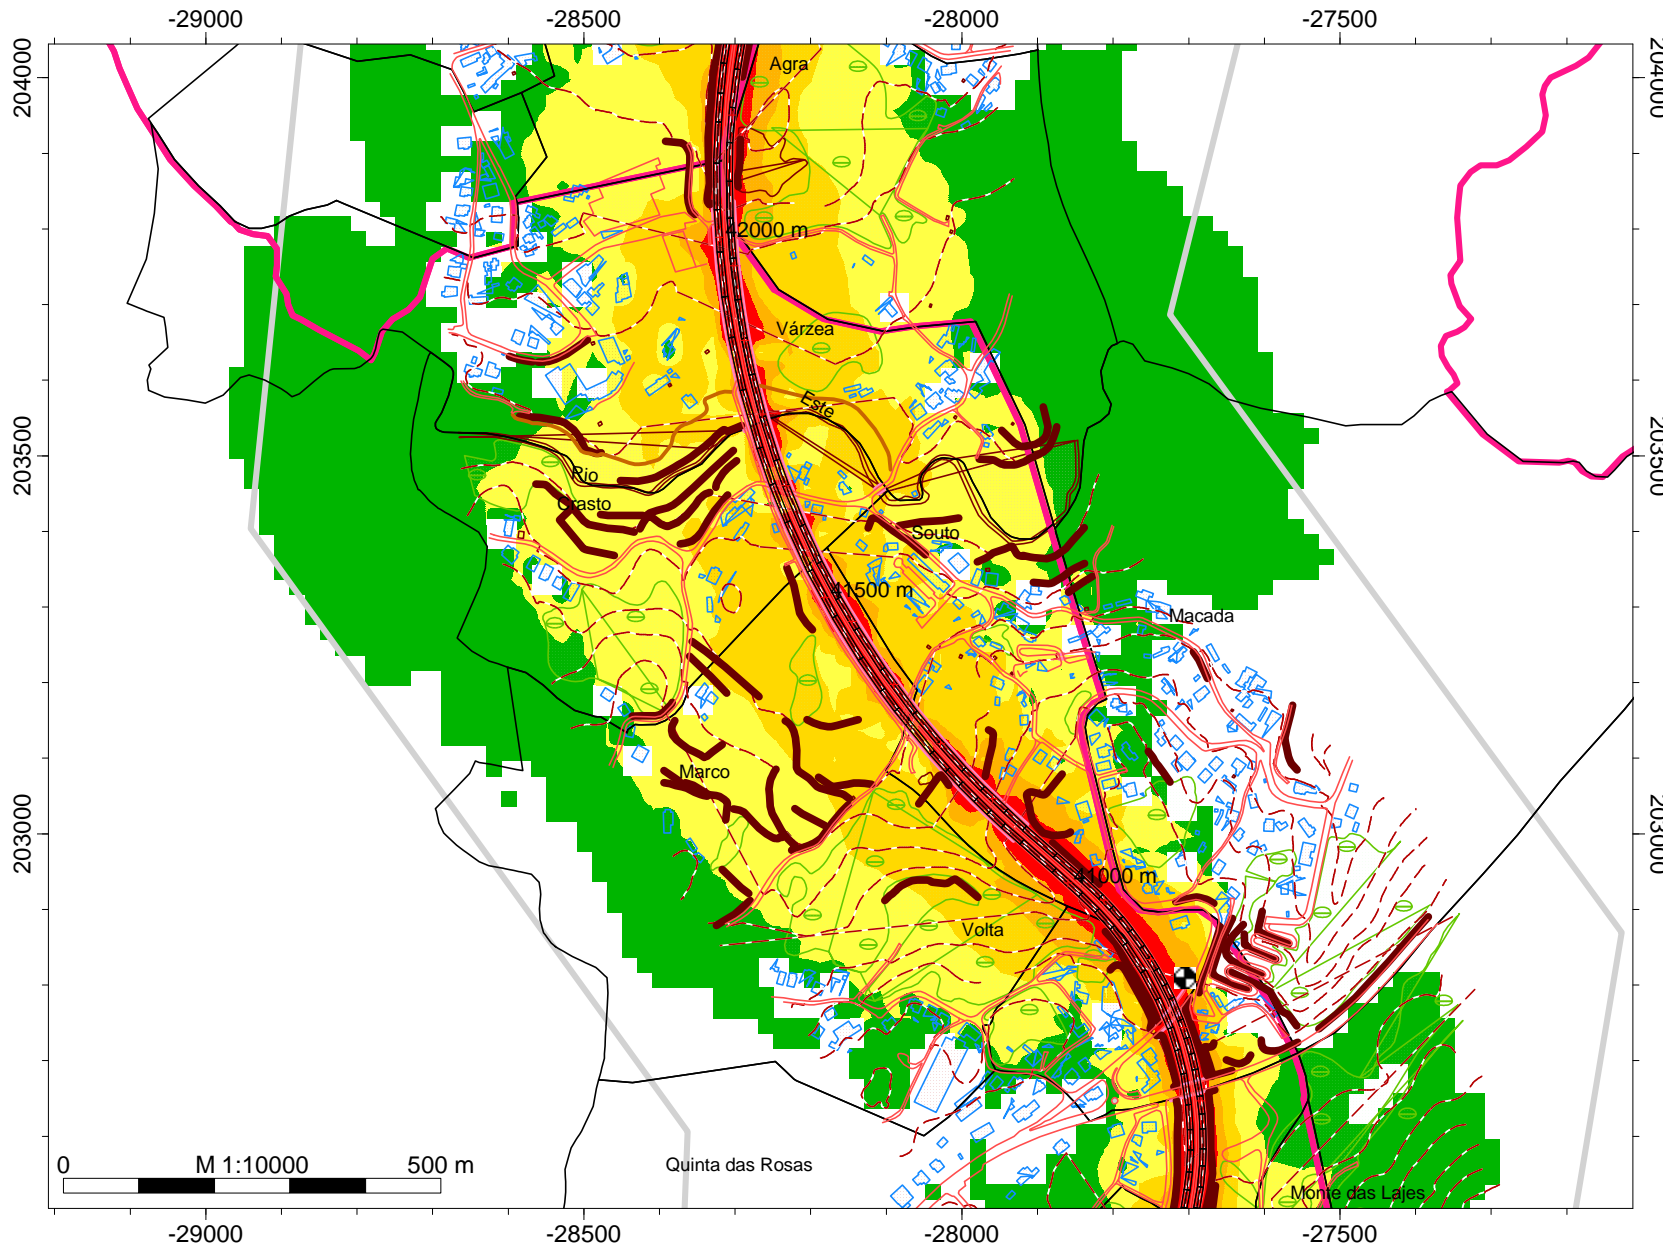 -29000 -28500 -28000 -27500
204000 204000
Agra
42000 m
Várzea
Este
203500 203500
Rio
Crasto
Souto
41500 m
Macada
Marco
203000 203000
41000 m
Volta
0 M 1:10000 500 m
Quinta das Rosas
Monte das Lajes
-29000 -28500 -28000 -27500